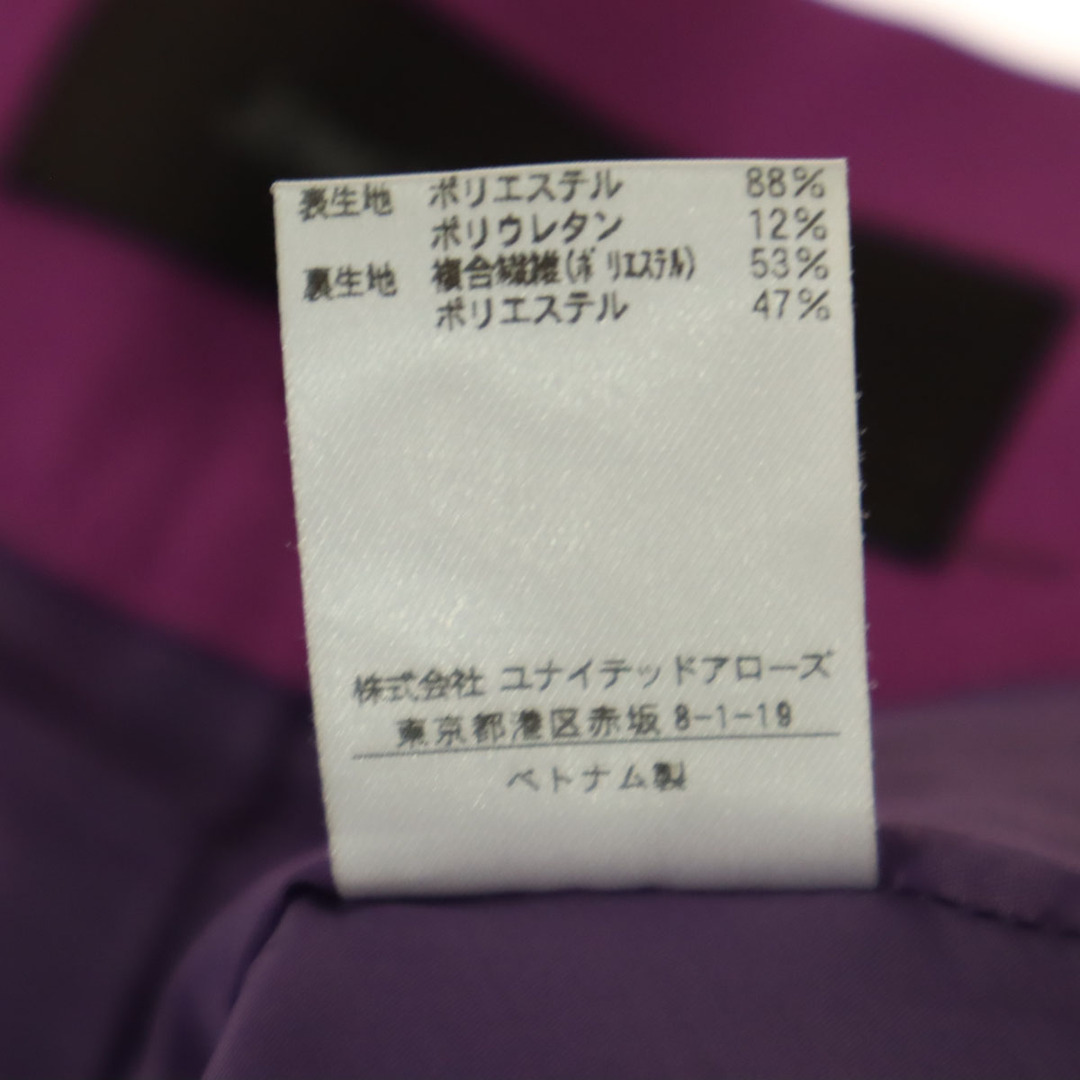 表生地 ポリエステル 88%
ポリウレタン 12%
裏生地 複合繊維(ポリエステル) 53%
ポリエステル 47%
株式会社 ユナイテッドアローズ
東京都港区赤坂 8-1-19
ベトナム製